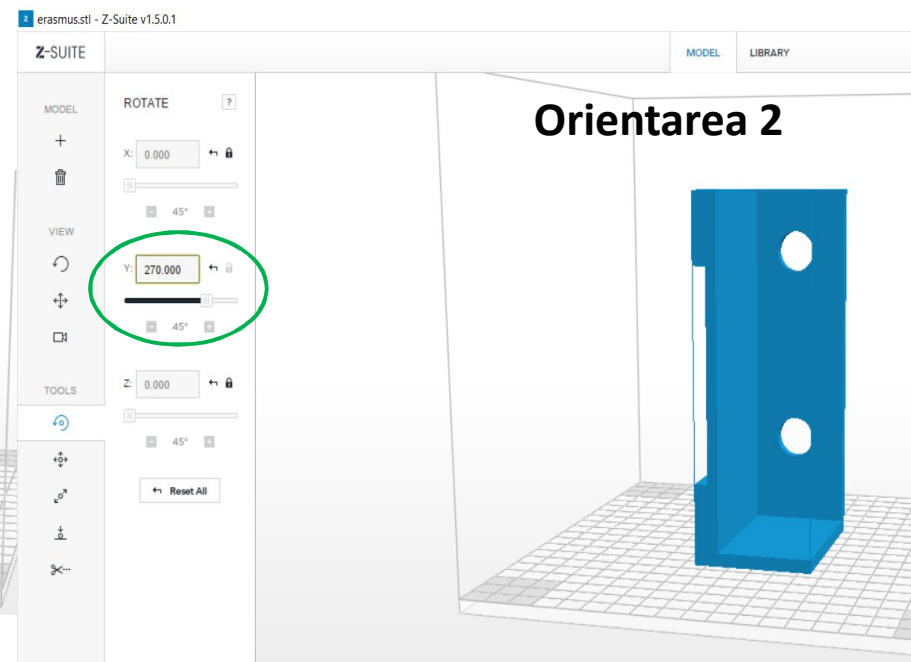 erasmus.stl - Z-Suite v1.5.0.1
Z-SUITE
MODEL
LIBRARY
MODEL
VIEW
TOOLS
ROTATE
?
X: 0.000
45°
Y: 270.000
45°
Z: 0.000
45°
Reset All
Orientarea 2